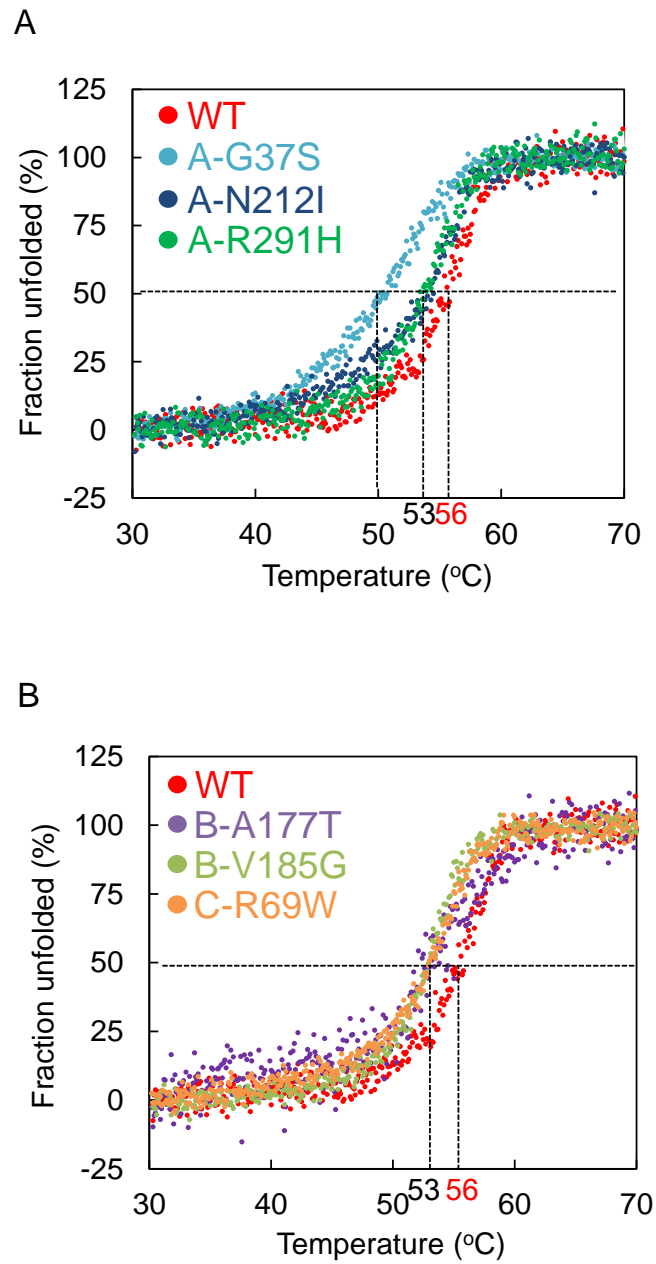 A
125
100
75
50
25
0
-25
Fraction unfolded (%)
WT
A-G37S
A-N212I
A-R291H
30
40
50
53
56
60
70
Temperature (oC)
B
125
100
75
50
25
0
-25
Fraction unfolded (%)
WT
B-A177T
B-V185G
C-R69W
30
40
50
53
56
60
70
Temperature (oC)